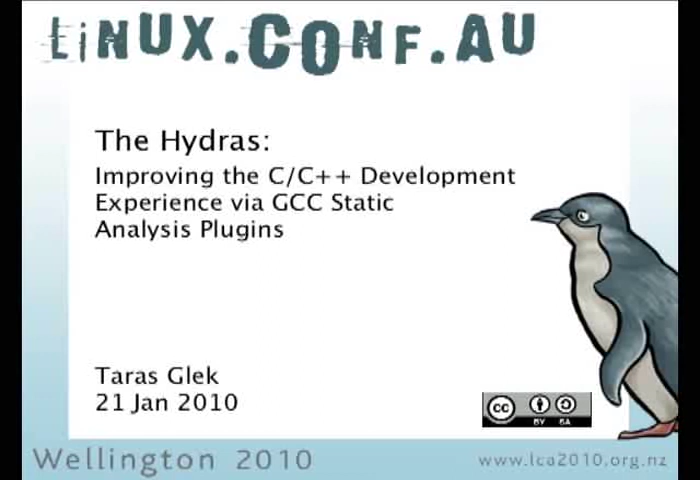 LiNUX.CONF.AU
The Hydras:
Improving the C/C++ Development
Experience via GCC Static
Analysis Plugins
Taras Glek
21 Jan 2010
cc
BY SA
Wellington 2010
www.lca2010.org.nz